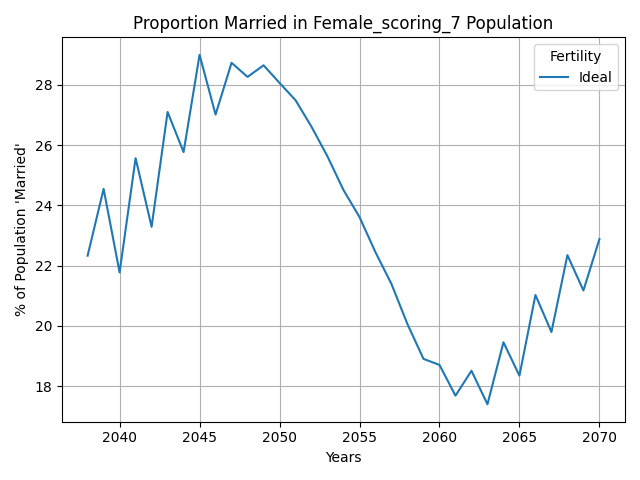 Proportion Married in Female_scoring_7 Population
Fertility
Ideal
% of Population 'Married'
28
26
24
22
20
18
2040 2045 2050 2055 2060 2065 2070
Years